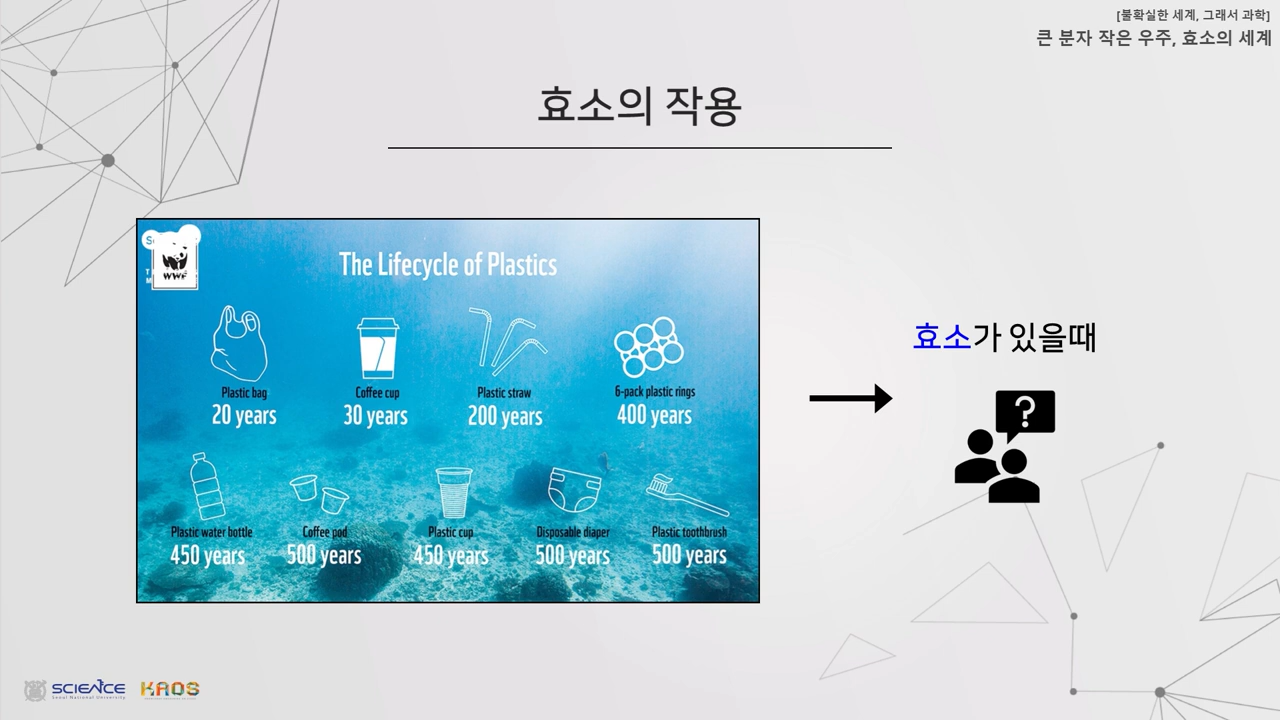 [불확실한 세계, 그래서 과학]
큰 분자 작은 우주, 효소의 세계
효소의 작용
WWF
The Lifecycle of Plastics
Plastic bag
20 years
Coffee cup
30 years
Plastic straw
200 years
6-pack plastic rings
400 years
Plastic water bottle
450 years
Coffee pod
500 years
Plastic cup
450 years
Disposable diaper
500 years
Plastic toothbrush
500 years
효소가 있을때
?
SCIENCE
Seoul National University
KAOS